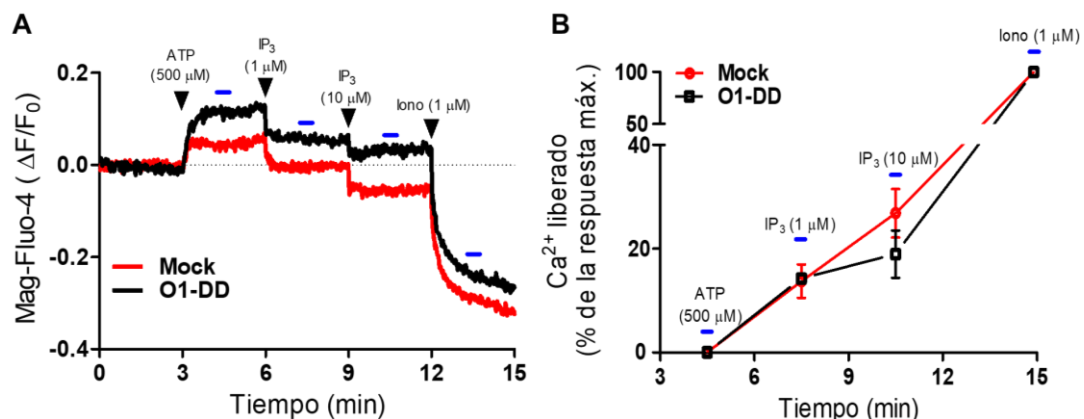 A
ATP
(500 µM)
IP3
(1 µM)
IP3
(10 µM)
Iono (1 µM)
Mag-Fluo-4 ( ΔF/F0)
0.2
0.0
-0.2
-0.4
Mock
O1-DD
0
3
6
9
12
15
Tiempo (min)
B
Iono (1 µM)
Mock
O1-DD
Ca2+ liberado
(% de la respuesta máx.)
100
50
40
20
0
ATP
(500 µM)
IP3 (1 µM)
IP3 (10 µM)
3
6
9
12
15
Tiempo (min)